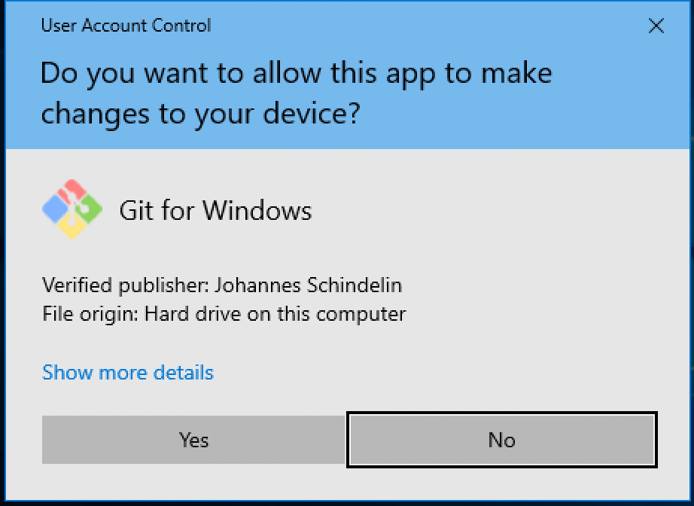 User Account Control
Do you want to allow this app to make
changes to your device?
Git for Windows
Verified publisher: Johannes Schindelin
File origin: Hard drive on this computer
Show more details
Yes
No